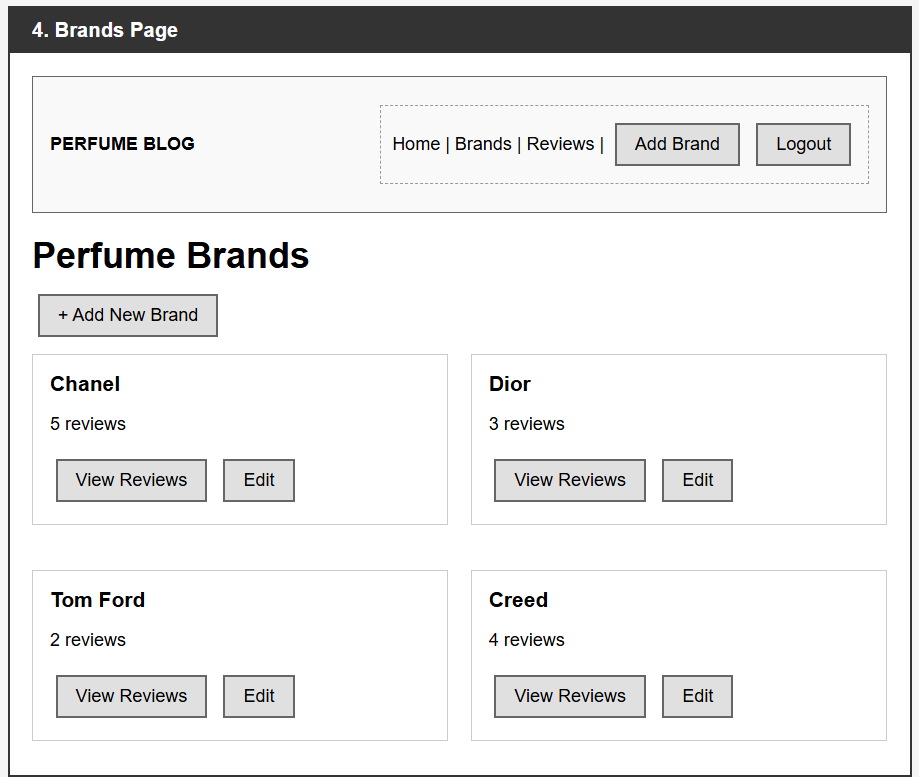 4. Brands Page
PERFUME BLOG
Home | Brands | Reviews | Add Brand Logout
Perfume Brands
+ Add New Brand
Chanel
5 reviews
View Reviews Edit
Dior
3 reviews
View Reviews Edit
Tom Ford
2 reviews
View Reviews Edit
Creed
4 reviews
View Reviews Edit